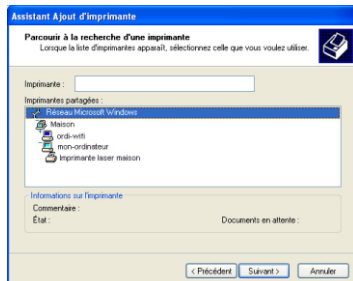 Assistant Ajout d'imprimante
Parcourir à la recherche d'une imprimante
Lorsque la liste d'imprimantes apparaît, sélectionnez celle que vous voulez utiliser.
Imprimante :
Imprimantes partagées :
Réseau Microsoft Windows
Maison
ordi-wifi
mon-ordinateur
Imprimante laser maison
Informations sur l'imprimante
Commentaire :
État : Documents en attente :
< Précédent Suivant > Annuler